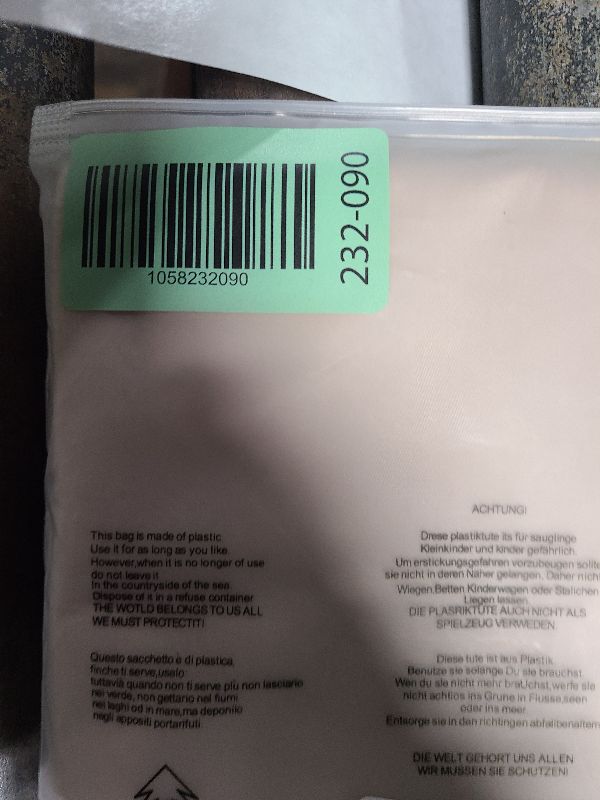 1058232090
232-090
This bag is made of plastic.
Use it for as long as you like.
However,when it is no longer of use
do not leave it
In the countryside of the sea.
Dispose of it in a refuse container
THE WOTLD BELONGS TO US ALL
WE MUST PROTECTIT!
Questo sacchetto è di plastica,
finche ti serve,usalo
tuttavia quando non ti serve più non lasciarlo
nei verde, non gettarlo nei fiumi
nei laghi od in mare,ma deponilo
negli appositi portarifuti.
ACHTUNG!
Drese plastiktute its für sauglinge
Kleinkinder und kinder gefährlich.
Um erstickungsgefahren vorzubeugen sollte
sie nicht in deren Näher gelangen, Daher nicht
Wiegen,Betten Kinderwagen oder Stalichen
Liegen lassen.
DIE PLASRIKTUTE AUCH NICHT ALS
SPIELZEUG VERWEDEN.
Diese tute ist aus Plastik.
Benutze sie solange Du sie brauchst.
Wen du sie nicht mehr bratUchst,werfe sie
nicht achtlos ins Grune in Flusse,seen
oder ins meer.
Entsorge sie in den richtingen abfallbenaltern
DIE WELT GEHORT UNS ALLEN
WIR MUSSEN SIE SCHUTZEN!